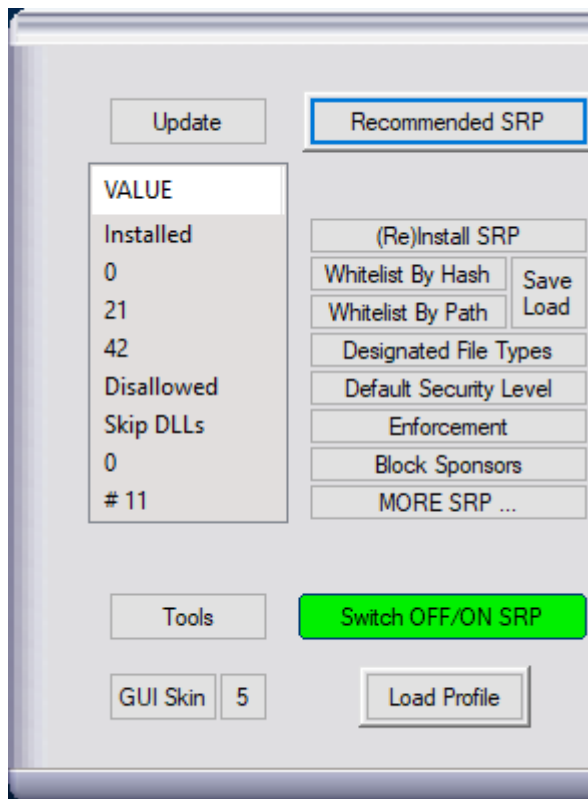 Update
Recommended SRP
VALUE
Installed
(Re)Install SRP
0
Whitelist By Hash
Save
Load
21
Whitelist By Path
42
Designated File Types
Disallowed
Default Security Level
Skip DLLs
Enforcement
0
Block Sponsors
# 11
MORE SRP ...
Tools
Switch OFF/ON SRP
GUI Skin
5
Load Profile